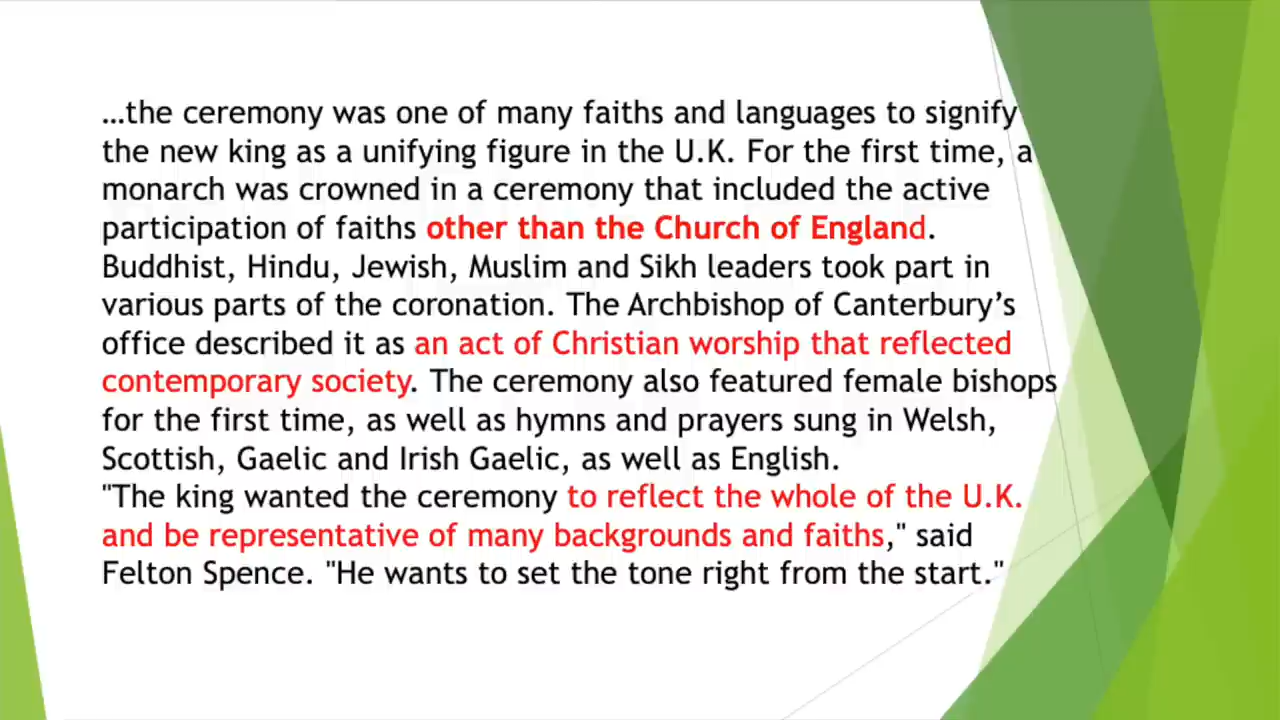 …the ceremony was one of many faiths and languages to signify
the new king as a unifying figure in the U.K. For the first time, a
monarch was crowned in a ceremony that included the active
participation of faiths other than the Church of England.
Buddhist, Hindu, Jewish, Muslim and Sikh leaders took part in
various parts of the coronation. The Archbishop of Canterbury’s
office described it as an act of Christian worship that reflected
contemporary society. The ceremony also featured female bishops
for the first time, as well as hymns and prayers sung in Welsh,
Scottish, Gaelic and Irish Gaelic, as well as English.
"The king wanted the ceremony to reflect the whole of the U.K.
and be representative of many backgrounds and faiths," said
Felton Spence. "He wants to set the tone right from the start."